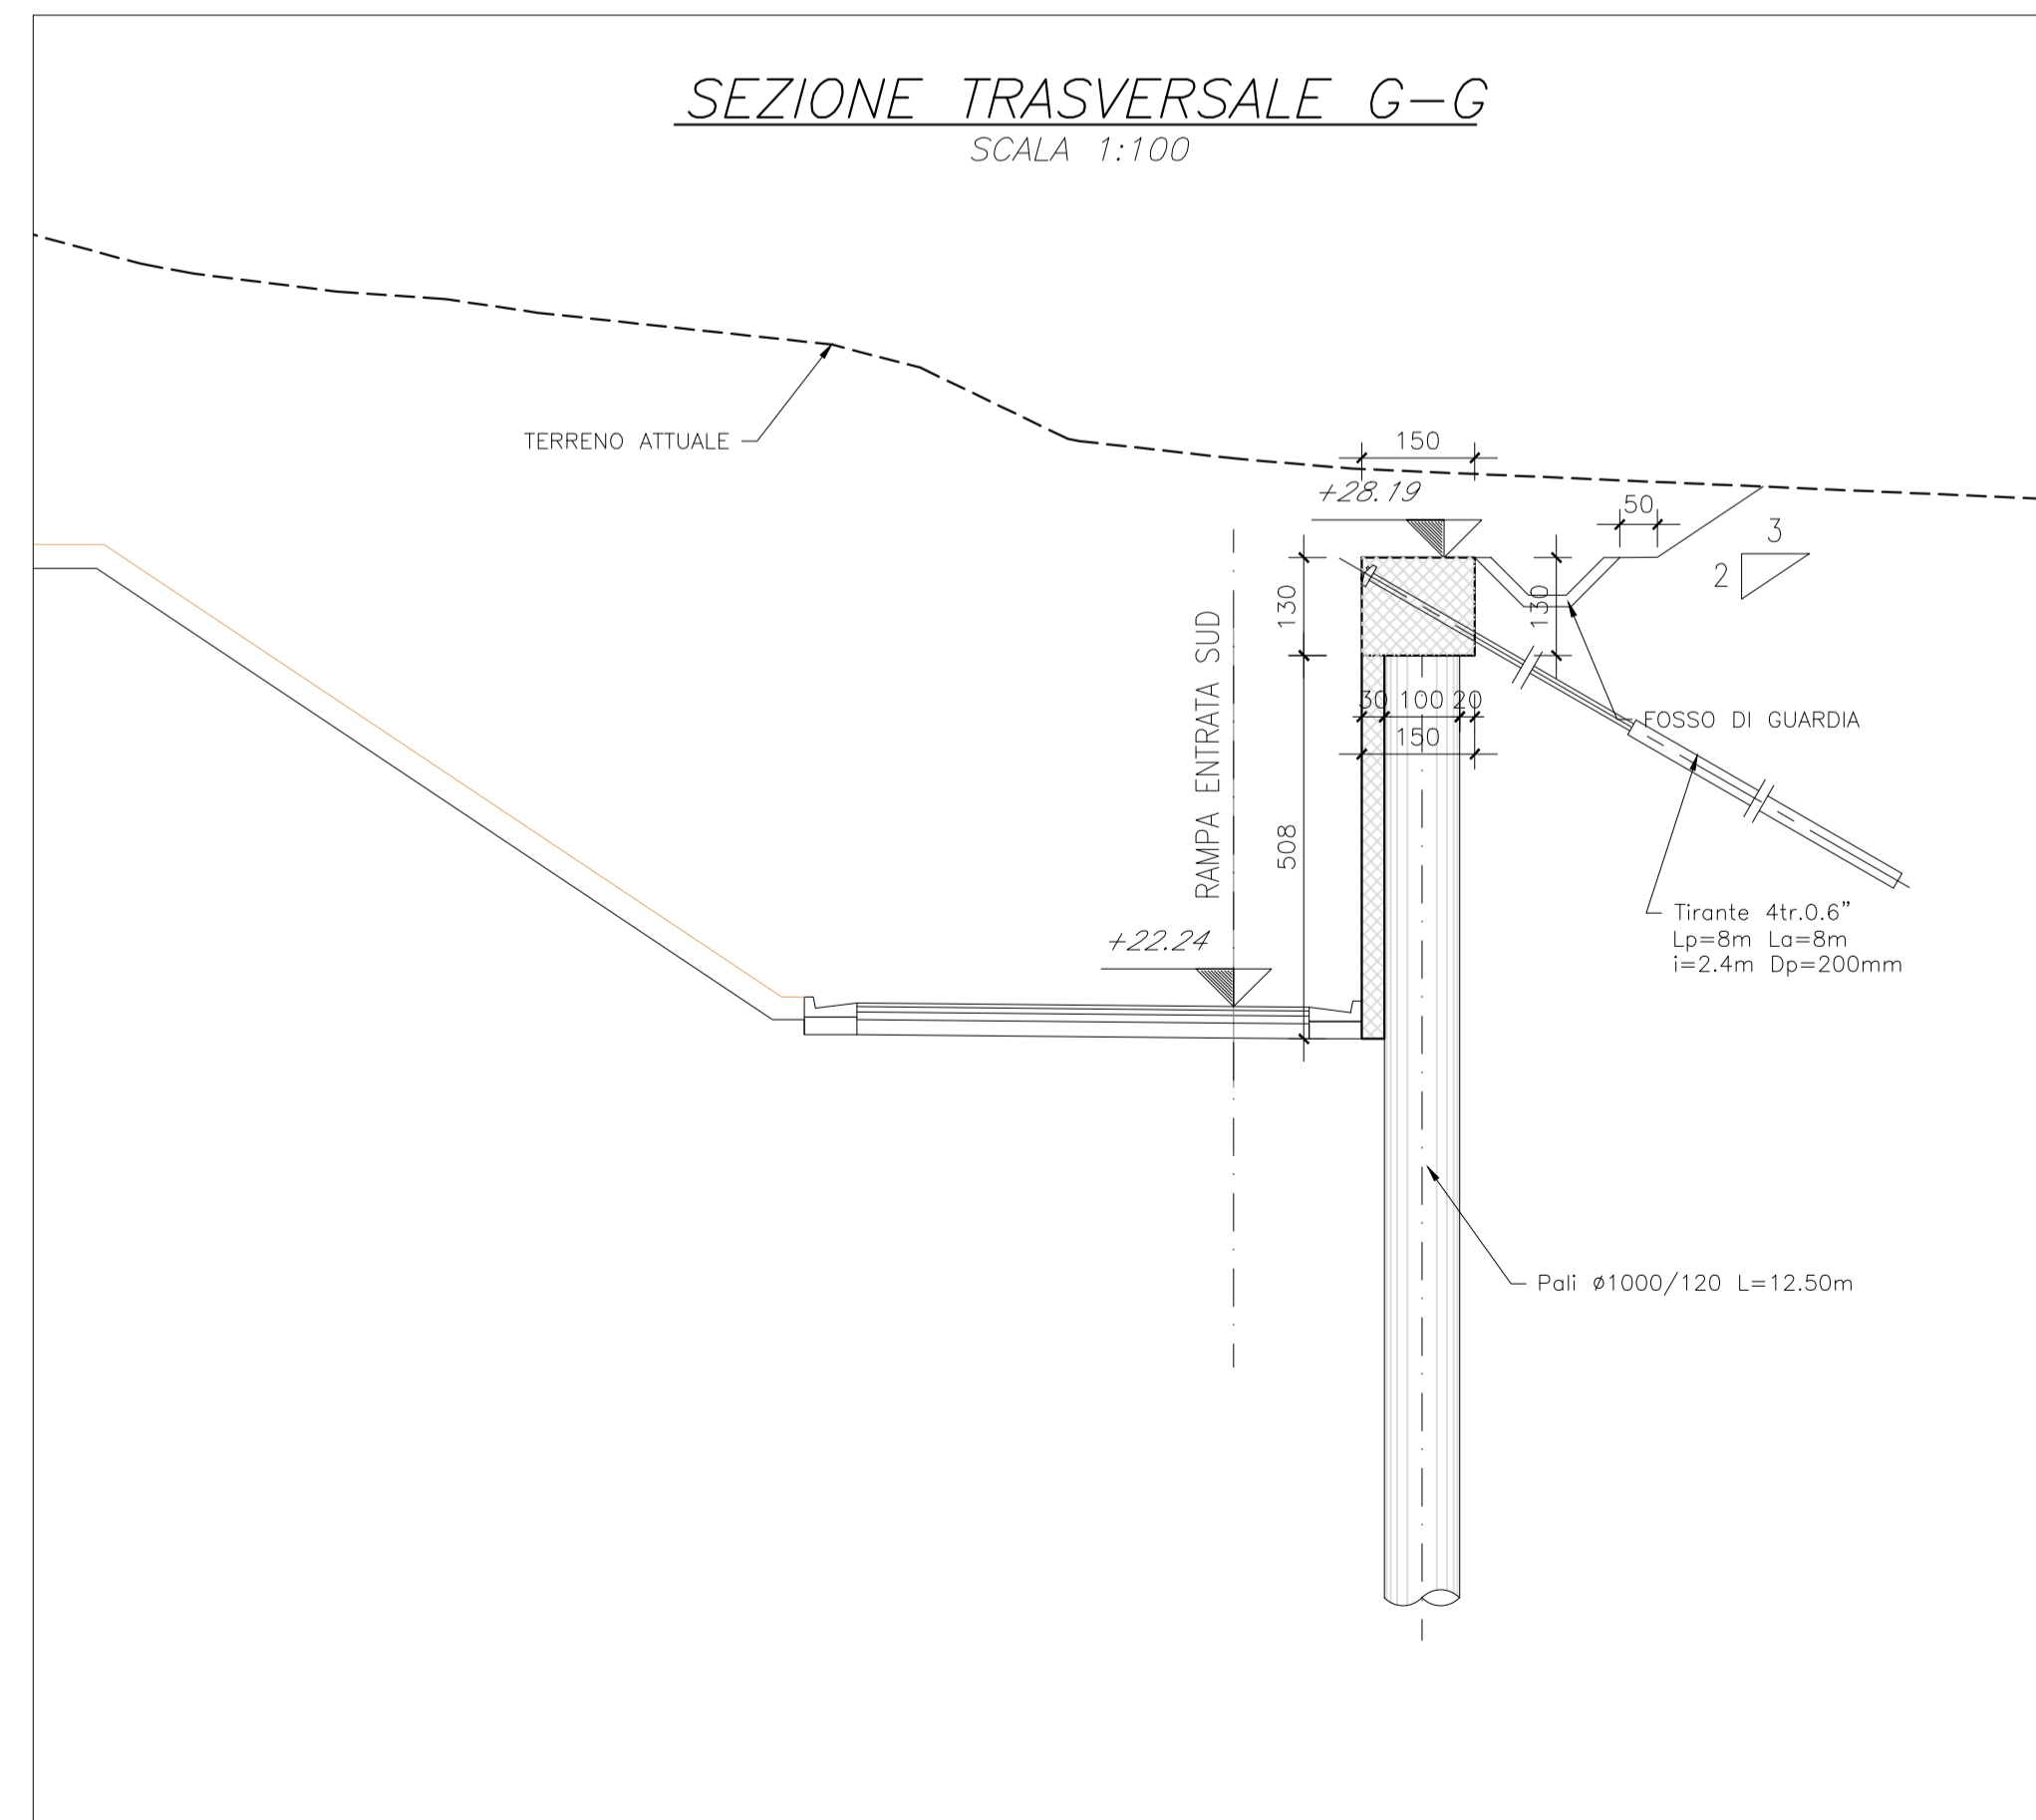 SEZIONE TRASVERSALE G-G
SCALA 1:100
TERRENO ATTUALE
150
+28.19
50
3
2
130
130
RAMPA ENTRATA SUD
30 100 20
150
FOSSO DI GUARDIA
508
+22.24
Tirante 4tr.0.6"
Lp=8m La=8m
i=2.4m Dp=200mm
Pali ø1000/120 L=12.50m